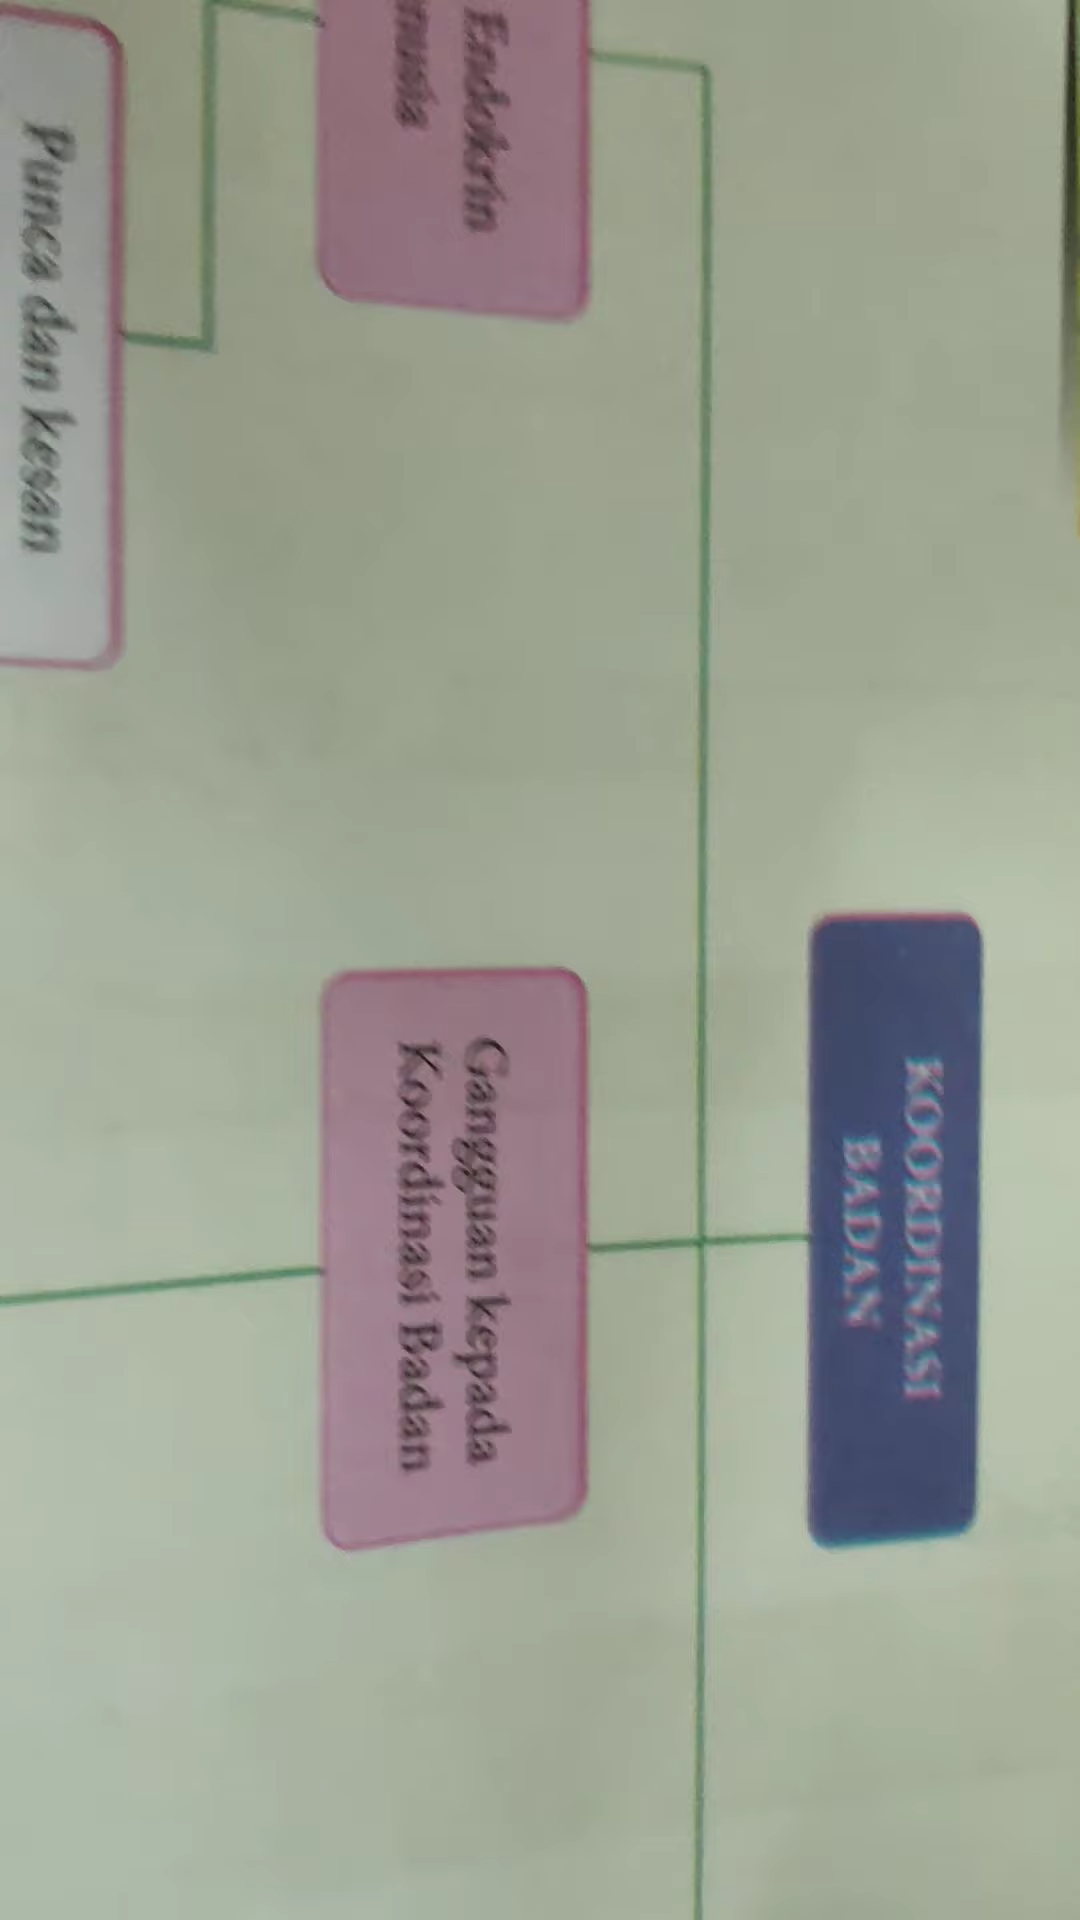 KOORDINASI
BADAN
Endokrin
Gangguan kepada
Koordinasi Badan
Punca dan kesan